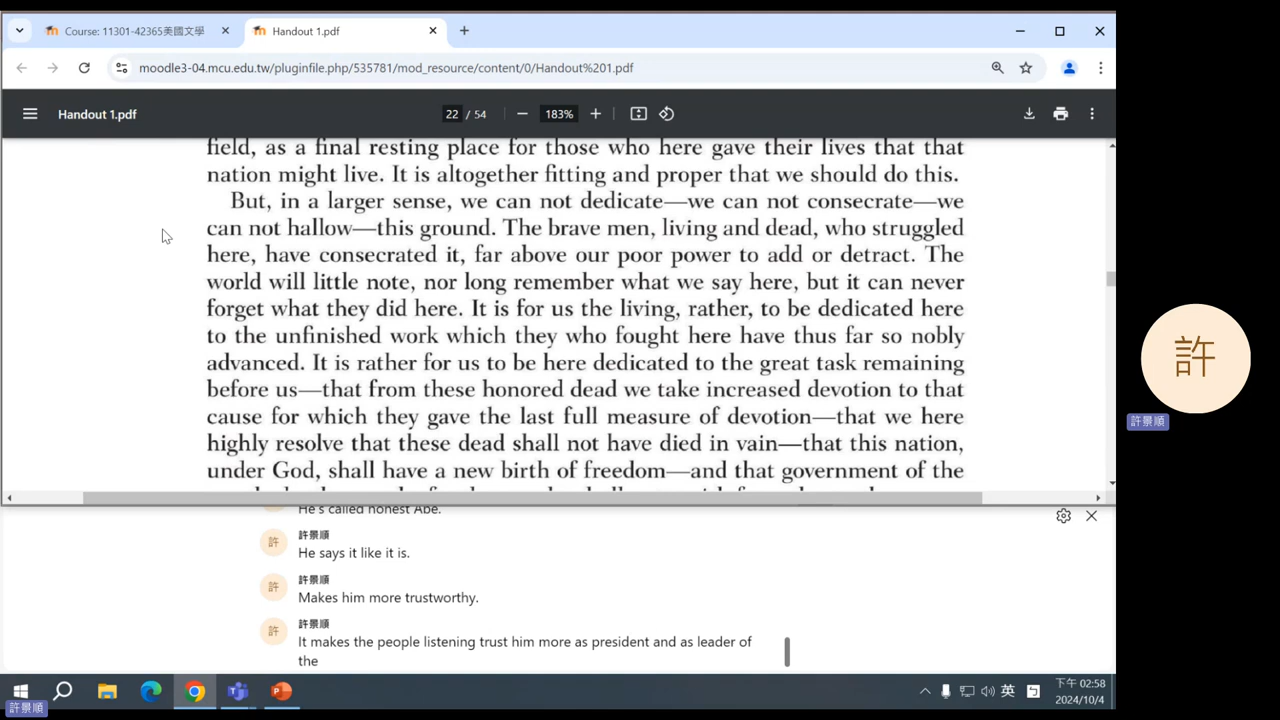 Course: 11301-42365美國文學
Handout 1.pdf
moodle3-04.mcu.edu.tw/pluginfile.php/535781/mod_resource/content/0/Handout%201.pdf
Handout 1.pdf
22 / 54
183%
field, as a final resting place for those who here gave their lives that that
nation might live. It is altogether fitting and proper that we should do this.
But, in a larger sense, we can not dedicate—we can not consecrate—we
can not hallow—this ground. The brave men, living and dead, who struggled
here, have consecrated it, far above our poor power to add or detract. The
world will little note, nor long remember what we say here, but it can never
forget what they did here. It is for us the living, rather, to be dedicated here
to the unfinished work which they who fought here have thus far so nobly
advanced. It is rather for us to be here dedicated to the great task remaining
before us—that from these honored dead we take increased devotion to that
cause for which they gave the last full measure of devotion—that we here
highly resolve that these dead shall not have died in vain—that this nation,
under God, shall have a new birth of freedom—and that government of the
He's called honest Abe.
許景順
許
He says it like it is.
許景順
許
Makes him more trustworthy.
許景順
許
It makes the people listening trust him more as president and as leader of
the
許
許景順
英
下午 02:58
2024/10/4
許景順